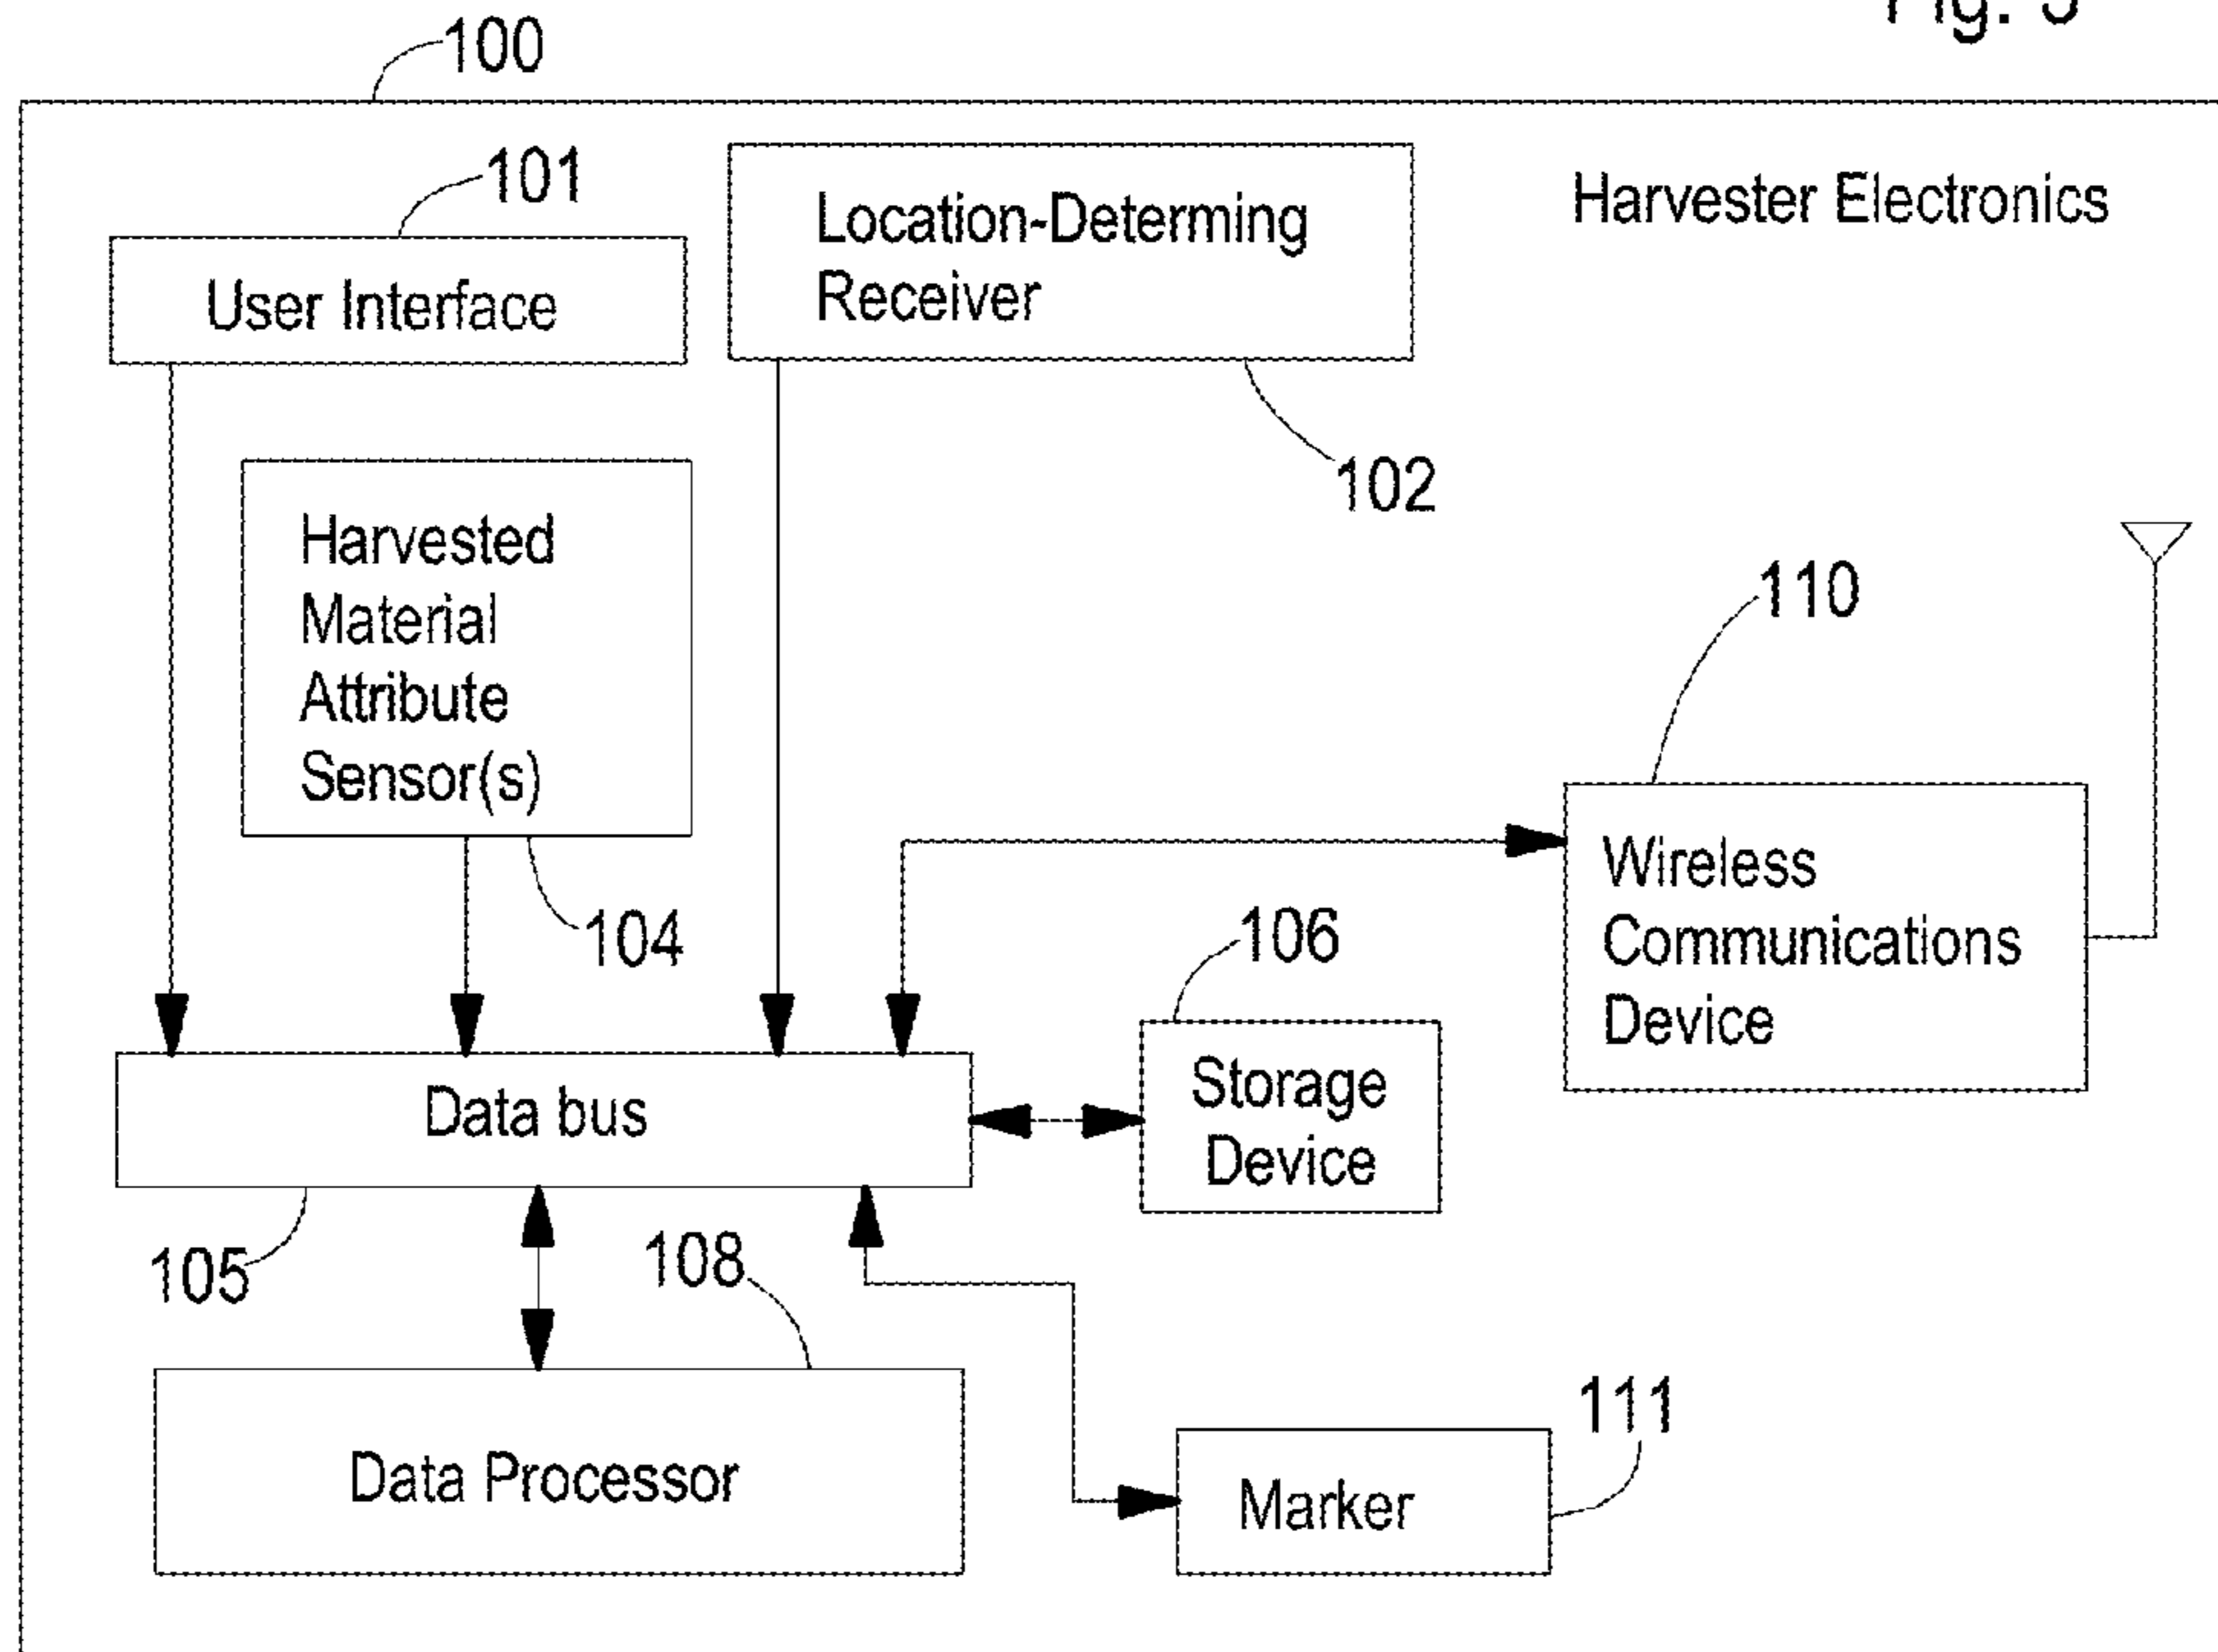 100
101
Location-Determing
Receiver
Harvester Electronics
User Interface
102
Harvested
Material
Attribute
Sensor(s)
110
104
106
Wireless
Communications
Device
Data bus
Storage
Device
105
108
111
Data Processor
Marker